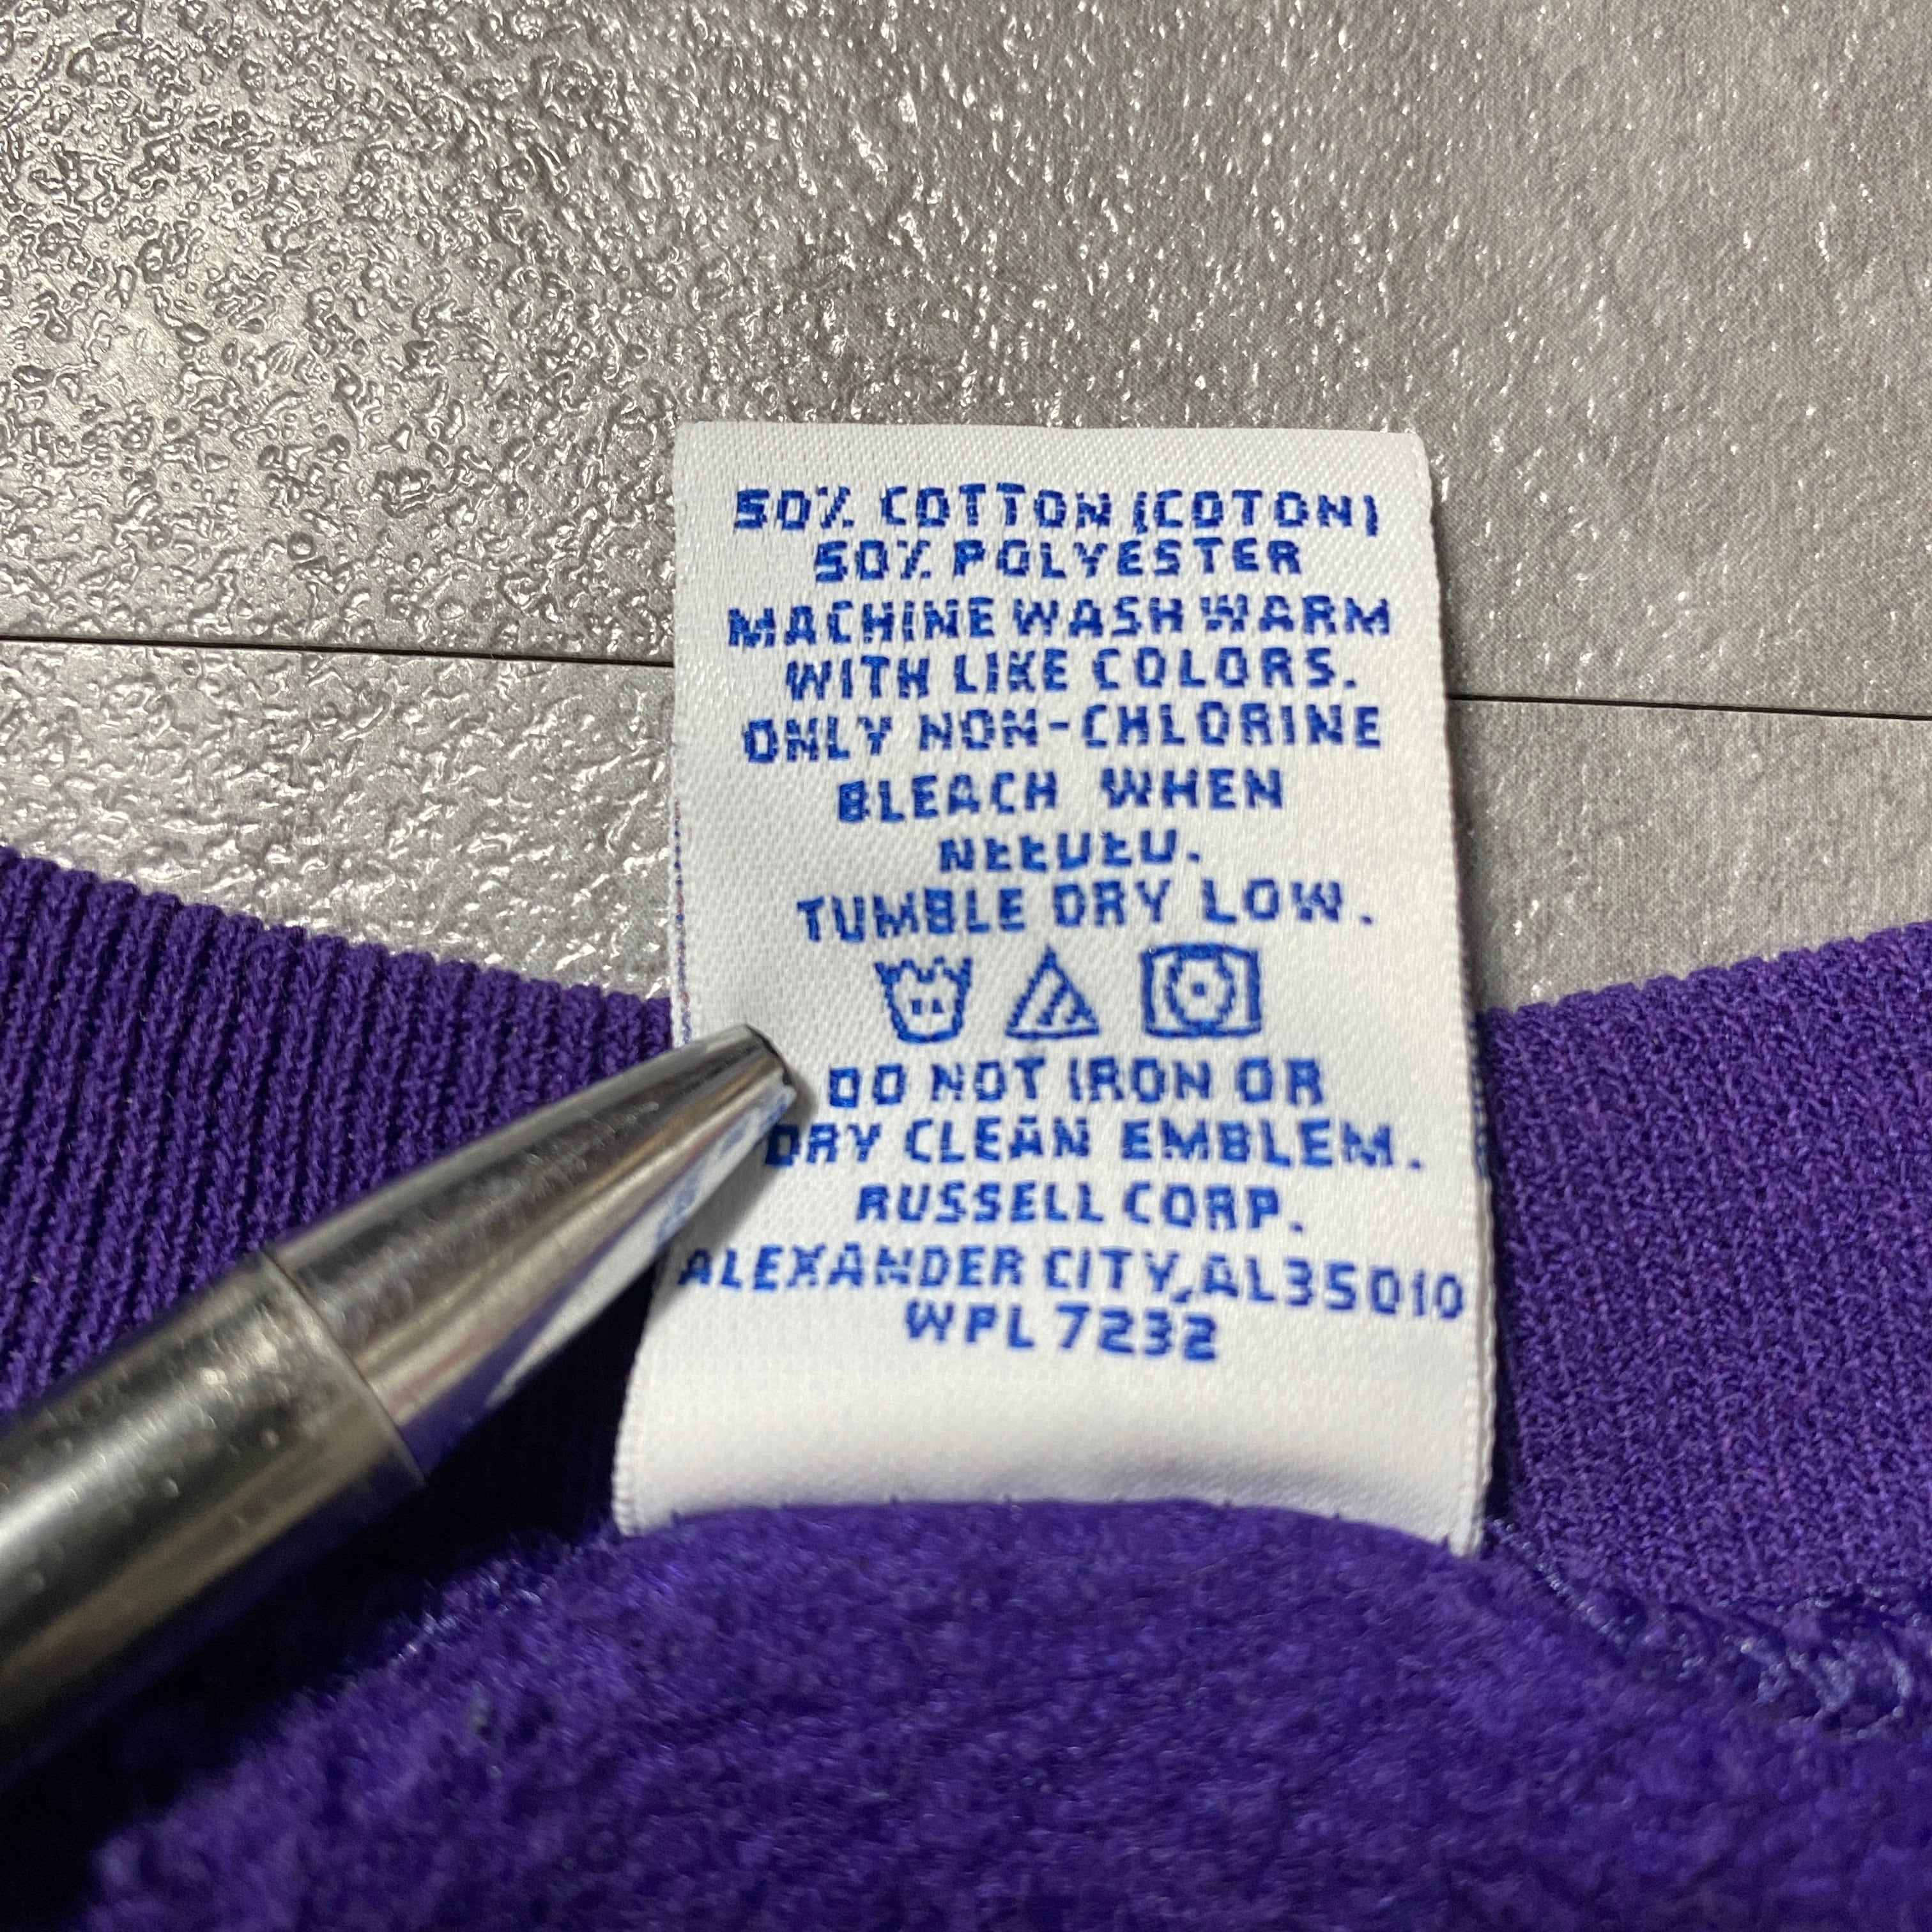 50% COTTON (COTON)
50% POLYESTER
MACHINE WASH WARM
WITH LIKE COLORS.
ONLY NON-CHLORINE
BLEACH WHEN
NEEDED.
TUMBLE DRY LOW.
DO NOT IRON OR
DRY CLEAN EMBLEM.
RUSSELL CORP.
ALEXANDER CITY, AL35010
WPL 7232